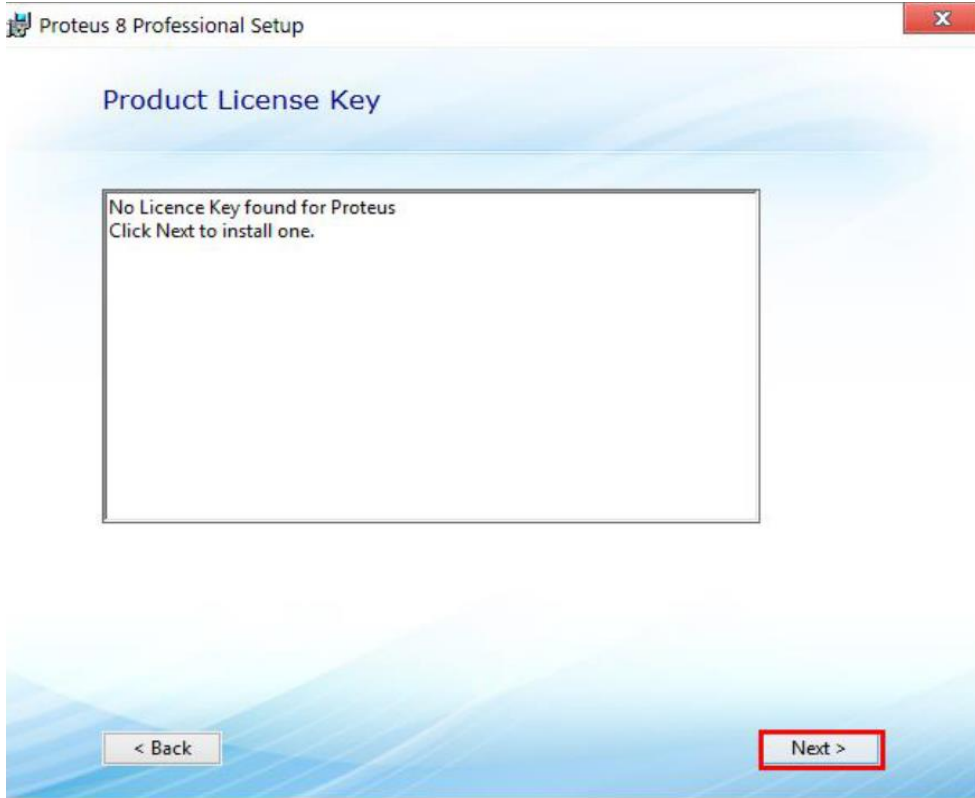 Proteus 8 Professional Setup
x
Product License Key
No Licence Key found for Proteus
Click Next to install one.
< Back
Next >